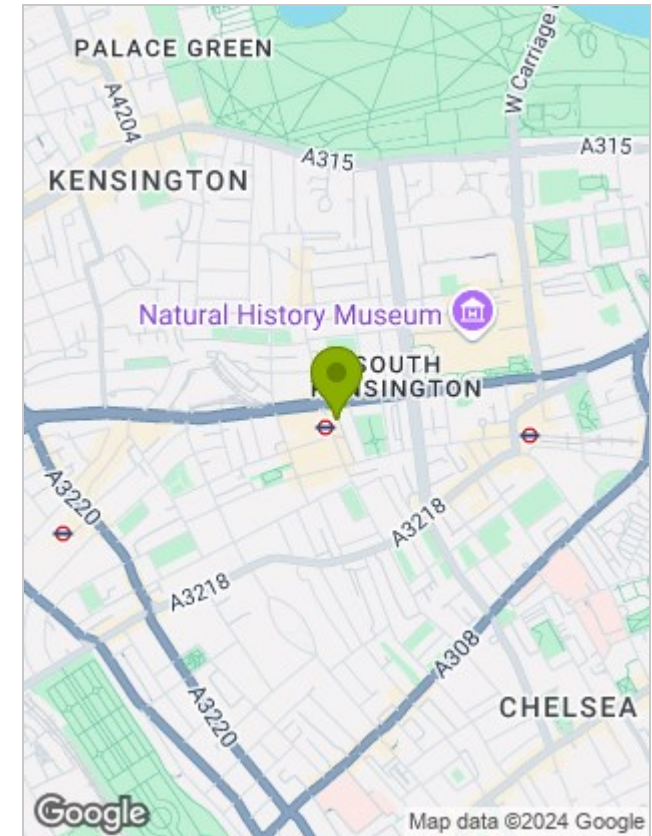 PALACE GREEN
W Carriage
A4204
A315
A315
KENSINGTON
Natural History Museum
SOUTH
KENSINGTON
A3220
A3218
A3218
A308
A3220
CHELSEA
Google
Map data ©2024 Google